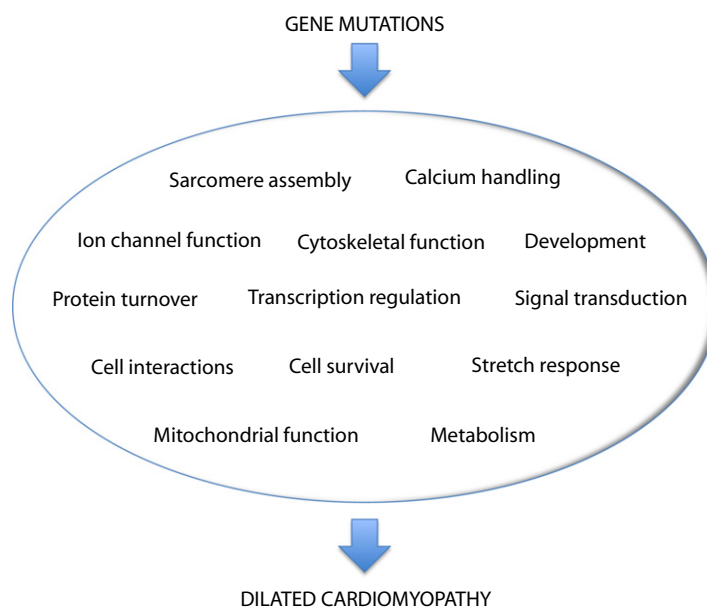 GENE MUTATIONS
Sarcomere assembly Calcium handling
Ion channel function Cytoskeletal function Development
Protein turnover Transcription regulation Signal transduction
Cell interactions Cell survival Stretch response
Mitochondrial function Metabolism
DILATED CARDIOMYOPATHY